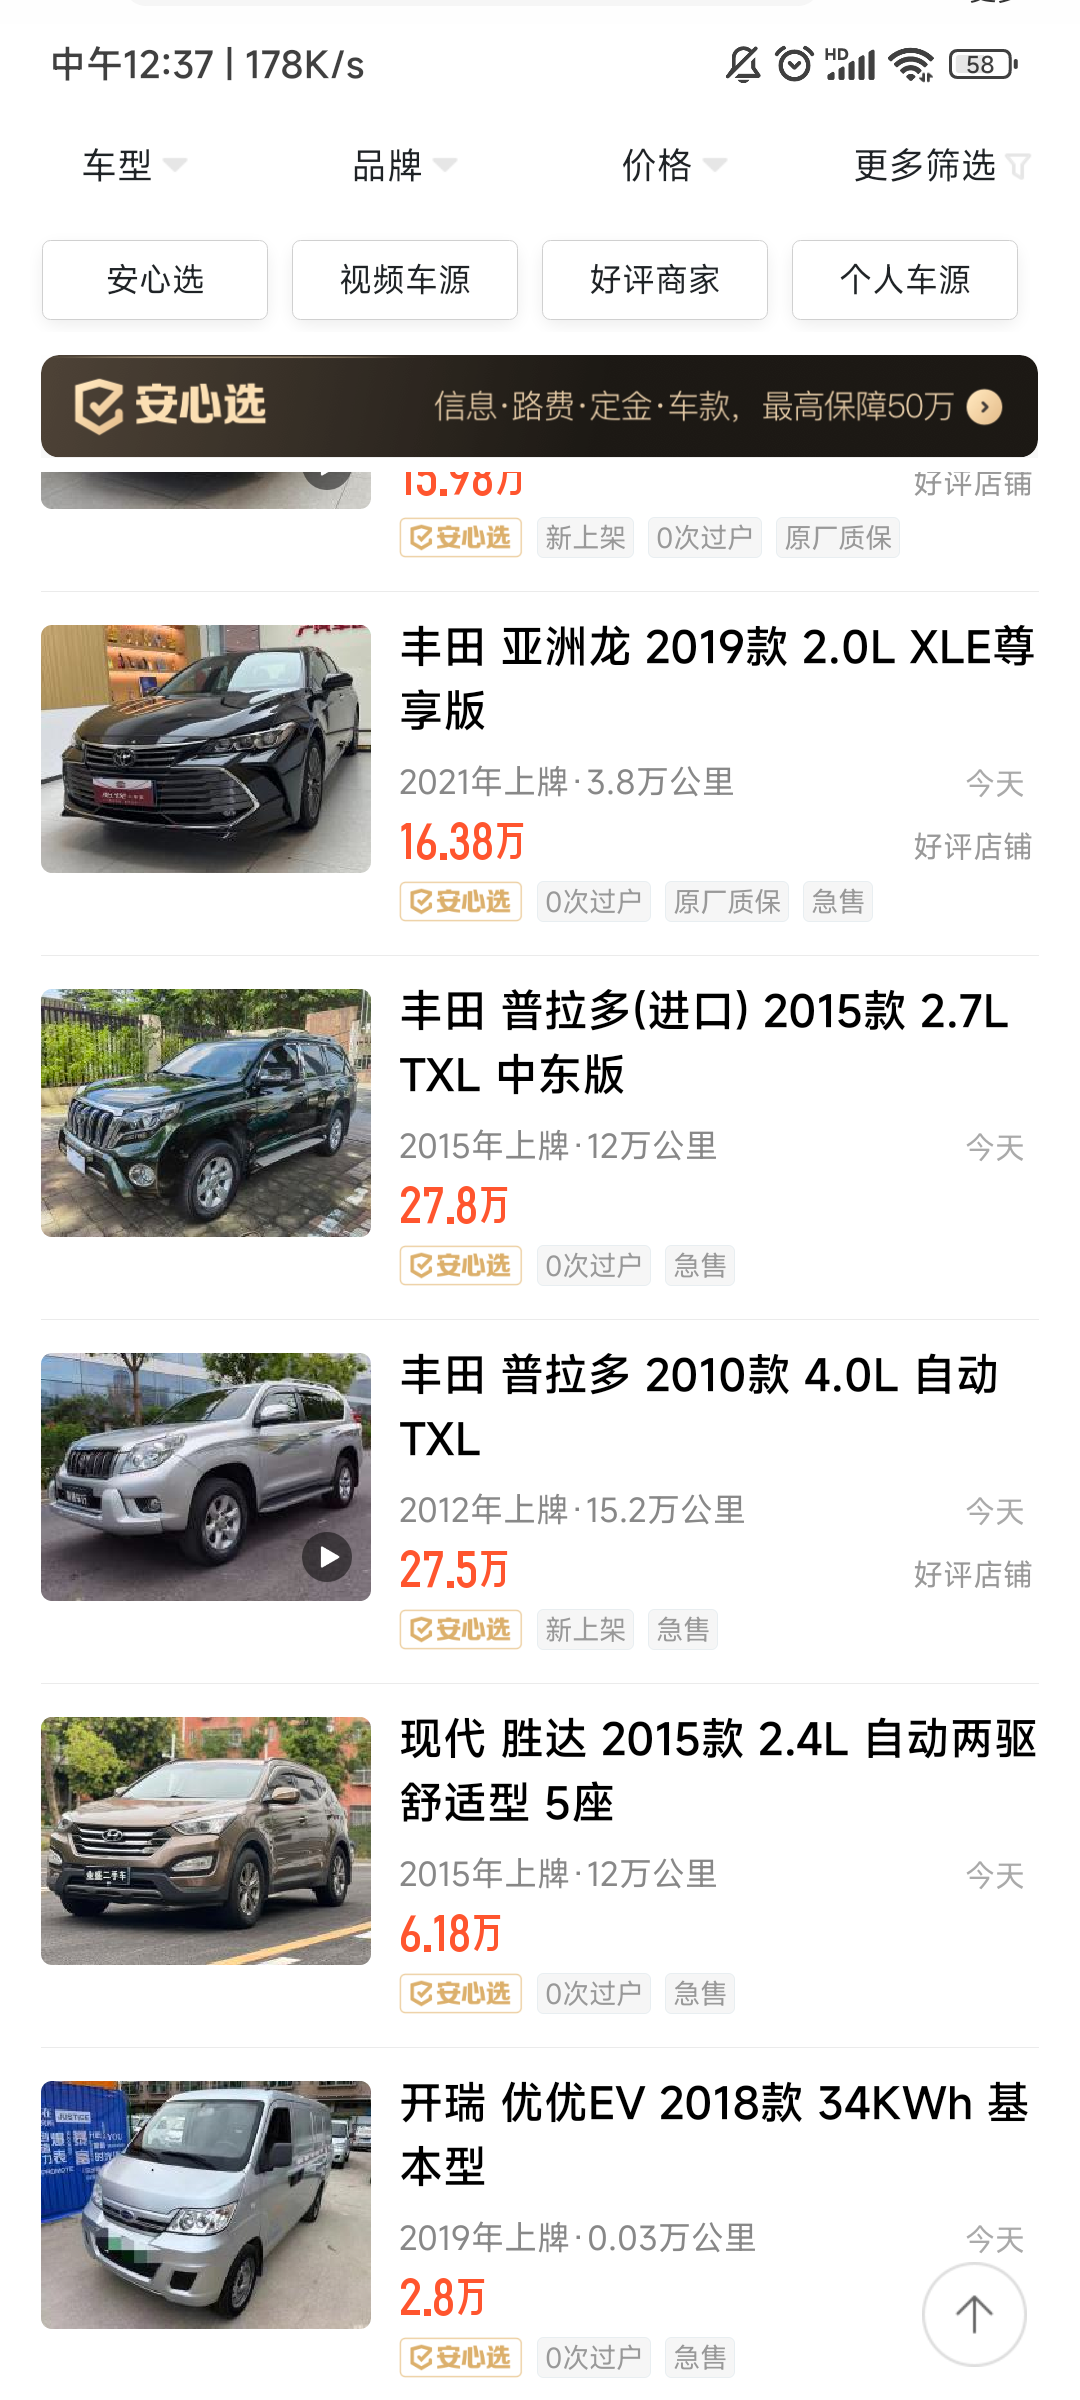 中午12:37 | 178K/s
HD
58
车型
品牌
价格
更多筛选
安心选
视频车源
好评商家
个人车源
安心选
信息·路费·定金·车款，最高保障50万
15.98万
好评店铺
安心选 新上架 0次过户 原厂质保
丰田 亚洲龙 2019款 2.0L XLE尊
享版
2021年上牌·3.8万公里
今天
16.38万
好评店铺
安心选 0次过户 原厂质保 急售
丰田 普拉多(进口) 2015款 2.7L
TXL 中东版
2015年上牌·12万公里
今天
27.8万
安心选 0次过户 急售
丰田 普拉多 2010款 4.0L 自动
TXL
2012年上牌·15.2万公里
今天
27.5万
好评店铺
安心选 新上架 急售
现代 胜达 2015款 2.4L 自动两驱
舒适型 5座
2015年上牌·12万公里
今天
6.18万
安心选 0次过户 急售
开瑞 优优EV 2018款 34KWh 基
本型
2019年上牌·0.03万公里
今天
2.8万
安心选 0次过户 急售
JUSTICE